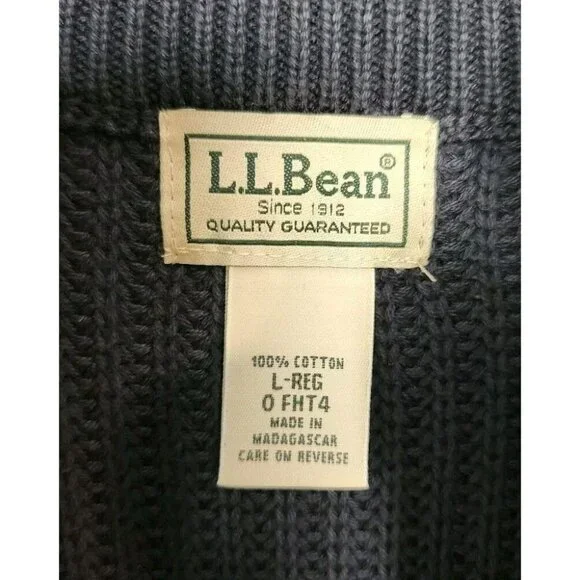 L.L.Bean®
Since 1912
QUALITY GUARANTEED
100% COTTON
L-REG
0 FHT4
MADE IN
MADAGASCAR
CARE ON REVERSE